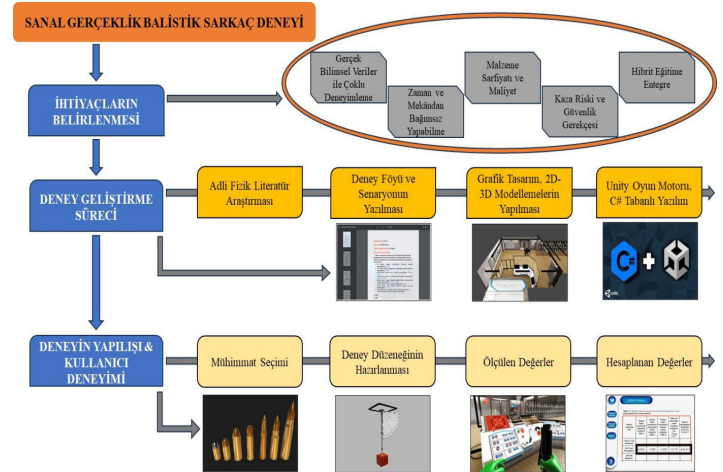 SANAL GERÇEKLİK BALİSTİK SARKAÇ DENEYİ
İHTİYAÇLARIN
BELİRLENMESİ
Gerçek
Bilimsel Veriler
ile Çoklu
Deneyimleme
Zaman ve
Mekândan
Bağımsız
Yapabilme
Malzeme
Sarfiyatı ve
Maliyet
Kaza Riski ve
Güvenlik
Gerekçesi
Hibrit Eğitime
Entegre
DENEY GELİŞTİRME
SÜRECİ
Adli Fizik Literatür
Araştırması
Deney Föyü ve
Senaryonun
Yazılması
Grafik Tasarım, 2D-
3D Modellemelerin
Yapılması
Unity Oyun Motoru,
C# Tabanlı Yazılım
C# +
DENEYİN YAPILIŞI &
KULLANICI
DENEYİMİ
Mühimmat Seçimi
Deney Düzeneğinin
Hazırlanması
Ölçülen Değerler
Hesaplanan Değerler